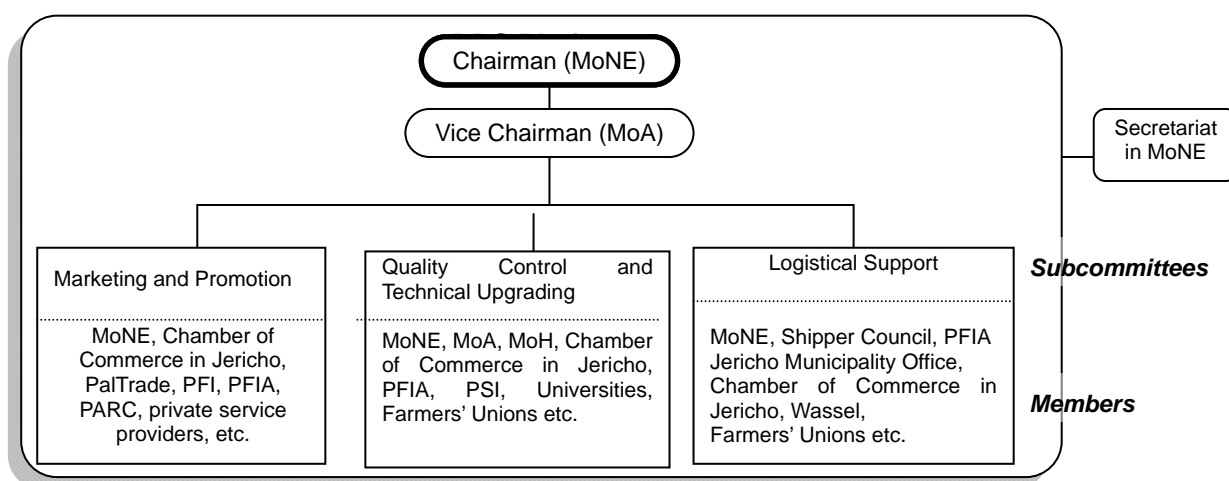 Chairman (MoNE)
Vice Chairman (MoA)
Secretariat
in MoNE
Marketing and Promotion
MoNE, Chamber of
Commerce in Jericho,
PalTrade, PFI, PFIA,
PARC, private service
providers, etc.
Quality Control and
Technical Upgrading
MoNE, MoA, MoH, Chamber
of Commerce in Jericho,
PFIA, PSI, Universities,
Farmers’ Unions etc.
Logistical Support
MoNE, Shipper Council, PFIA
Jericho Municipality Office,
Chamber of Commerce in
Jericho, Wassel,
Farmers’ Unions etc.
Subcommittees
Members